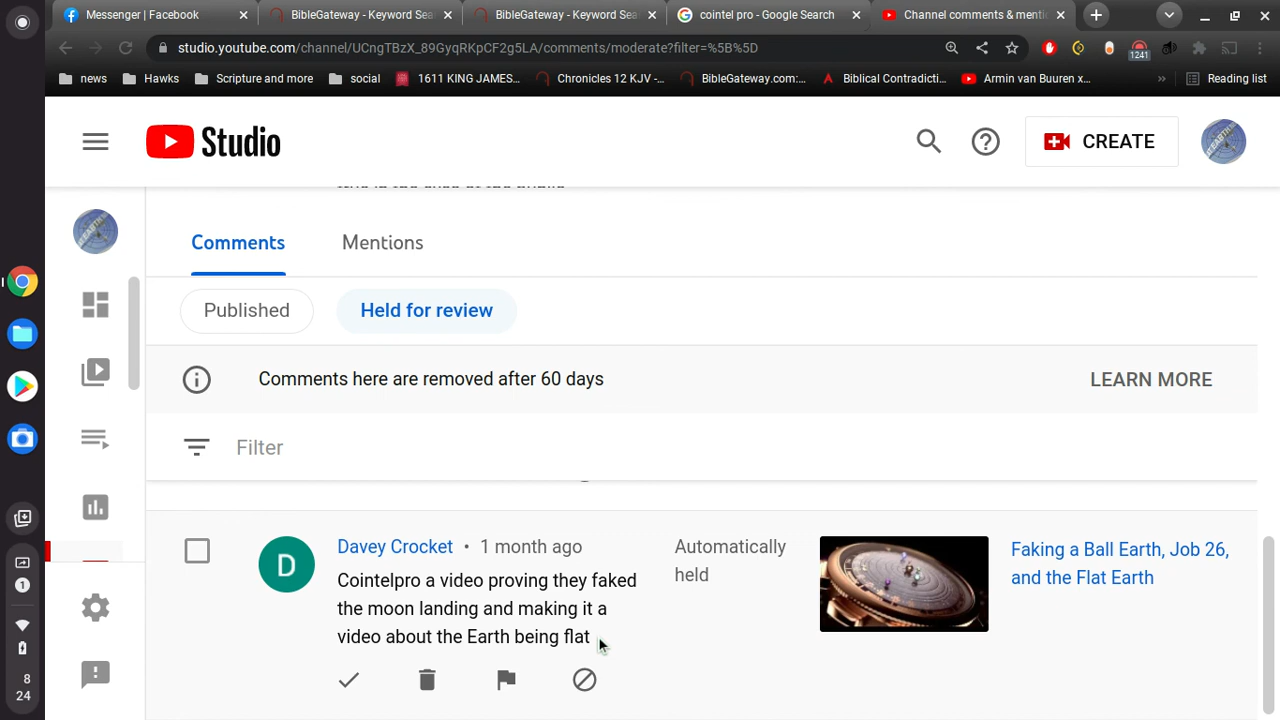 Messenger | Facebook
BibleGateway - Keyword Sea
BibleGateway - Keyword Sea
cointel pro - Google Search
Channel comments & menti
studio.youtube.com/channel/UCngTBzX_89GyqRKpCF2g5LA/comments/moderate?filter=%5B%5D
1241
news
Hawks
Scripture and more
social
1611 KING JAMES...
Chronicles 12 KJV -...
BibleGateway.com:...
Biblical Contradicti...
Armin van Buuren x...
»
Reading list
Studio
CREATE
Comments
Mentions
Published
Held for review
Comments here are removed after 60 days
LEARN MORE
Filter
Davey Crocket • 1 month ago
D
Cointelpro a video proving they faked
the moon landing and making it a
video about the Earth being flat
Automatically
held
Faking a Ball Earth, Job 26,
and the Flat Earth
1
8
24